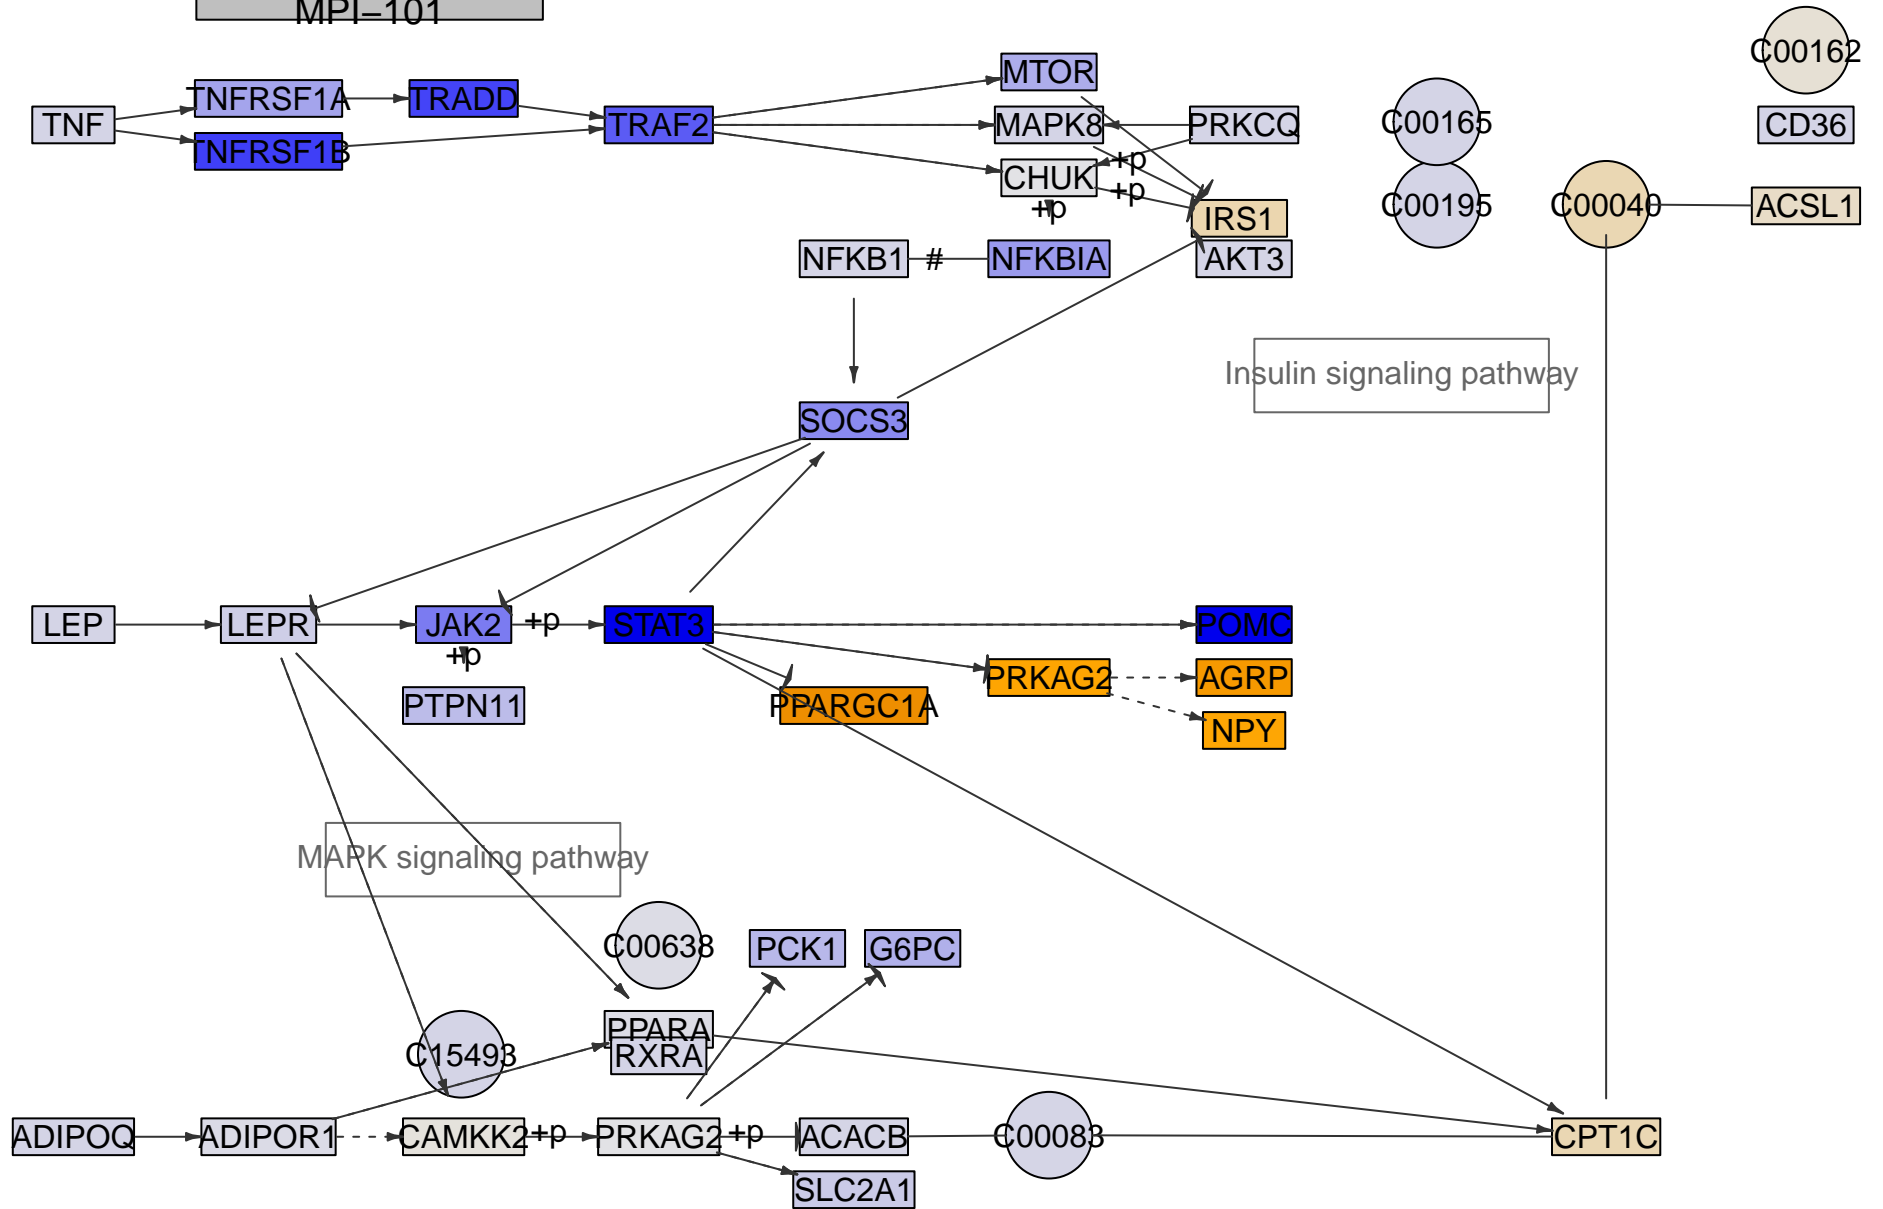 MPI−101
C00162
MTOR
TNFRSF1A
TRADD
TNF
TRAF2
MAPK8
PRKCQ
C00165
CD36
TNFRSF1B
+p
CHUK
+p
+p
IRS1
C00195
C00040
ACSL1
NFKB1
#
NFKBIA
AKT3
Insulin signaling pathway
SOCS3
LEP
LEPR
JAK2
+p
STAT3
POMC
+p
PRKAG2
AGRP
PTPN11
PPARGC1A
NPY
MAPK signaling pathway
C00638
PCK1
G6PC
PPARA
C15493
RXRA
ADIPOQ
ADIPOR1
CAMKK2
+p
PRKAG2
+p
ACACB
C00083
CPT1C
SLC2A1